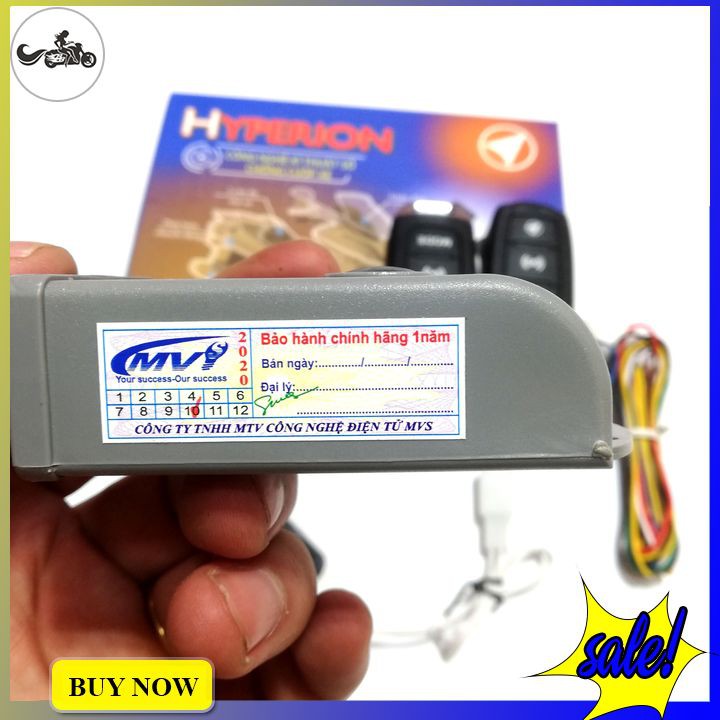 HYPERION
MVS
Your success-Our success
2020
Bảo hành chính hãng 1năm
Bán ngày:............/............/............
Đại lý:
1 2 3 4 5 6
7 8 9 10 11 12
CÔNG TY TNHH MTV CÔNG NGHỆ ĐIỆN TỬ MVS
BUY NOW
sale!